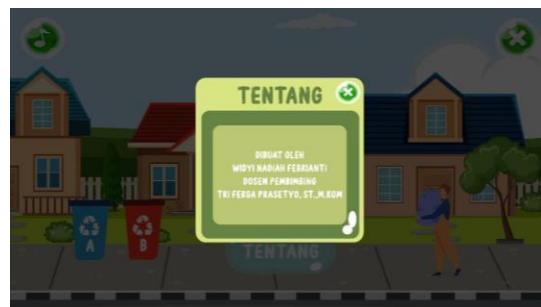 TENTANG
DIBUAT OLEH
WIDYI NADIAH FEBRIANTI
DOSEN PEMBIMBING
TRI FERGA PRASETYO, ST.,M.KOM
A
B
TENTANG